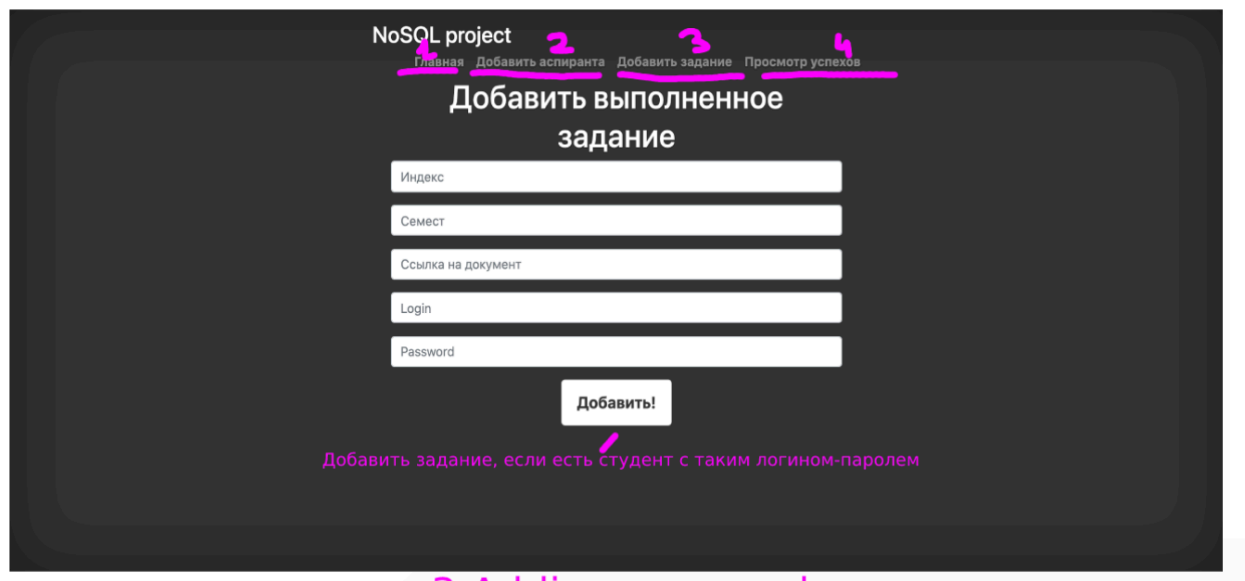 NoSQL project
1 2 3 4
Главная Добавить аспиранта Добавить задание Просмотр успехов
Добавить выполненное
задание
Индекс
Семест
Ссылка на документ
Login
Password
Добавить!
Добавить задание, если есть студент с таким логином-паролем